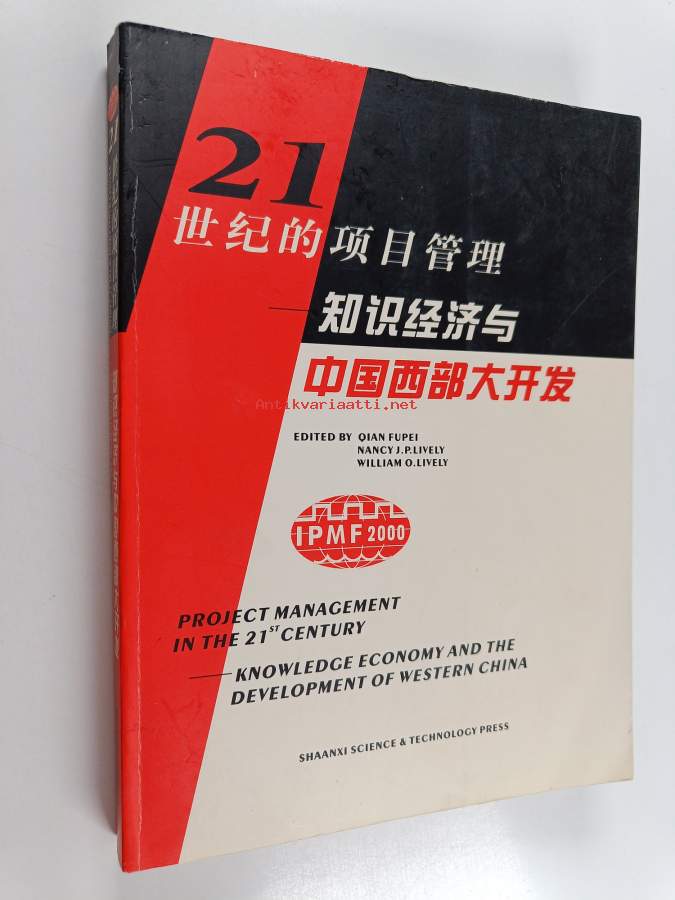 21
世纪的项目管理
——知识经济与
中国西部大开发
Antikvariaatti.net
EDITED BY QIAN FUPEI
NANCY J.P.LIVELY
WILLIAM O.LIVELY
IPMF 2000
PROJECT MANAGEMENT
IN THE 21ST CENTURY
——KNOWLEDGE ECONOMY AND THE
DEVELOPMENT OF WESTERN CHINA
SHAANXI SCIENCE & TECHNOLOGY PRESS
21